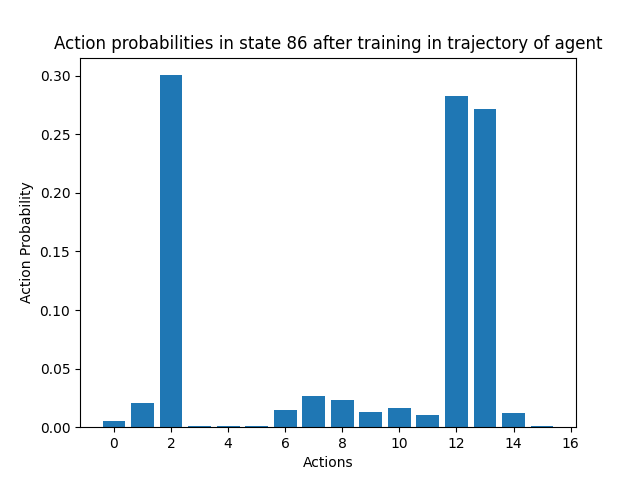 Action probabilities in state 86 after training in trajectory of agent
0.30
0.25
0.20
0.15
0.10
0.05
0.00
Action Probability
0 2 4 6 8 10 12 14 16
Actions